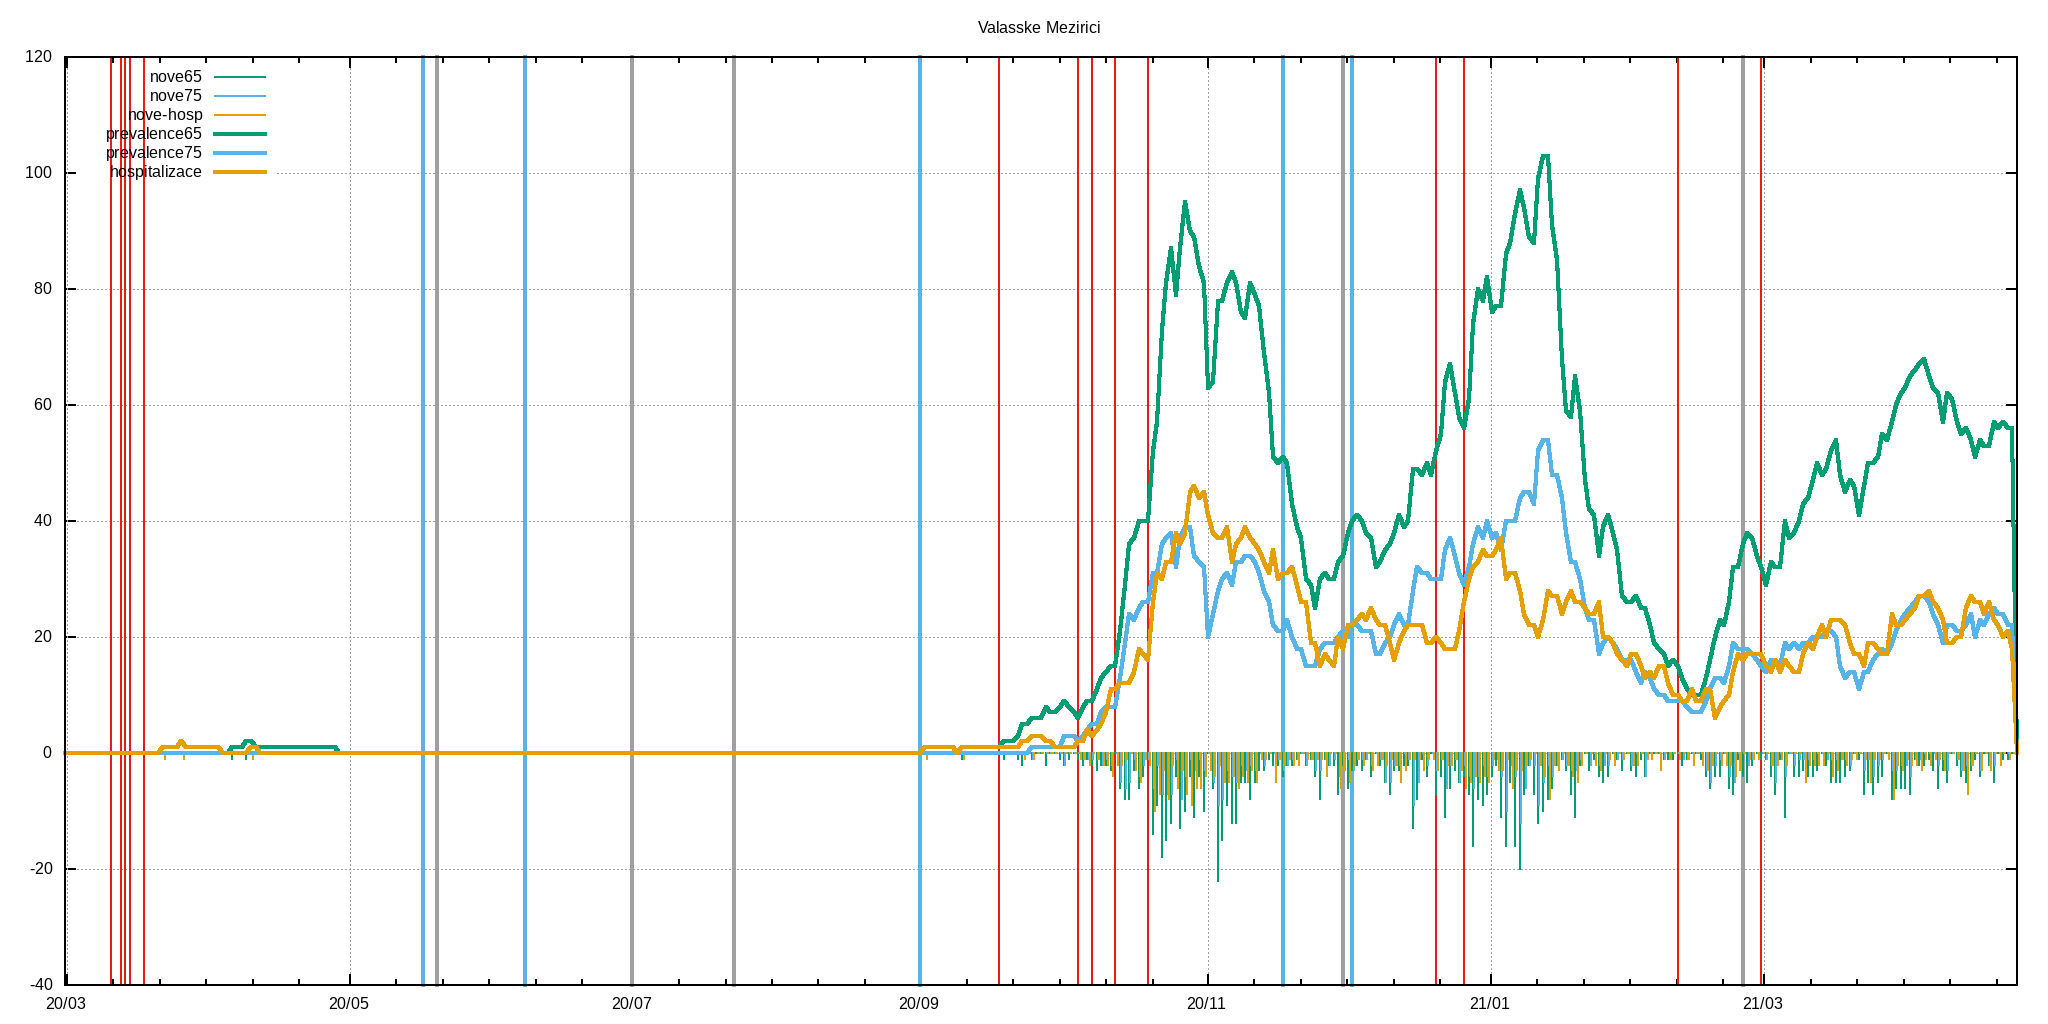 Valasske Mezirici
120
100
80
60
40
20
0
-20
-40
nove65
nove75
nove-hosp
prevalence65
prevalence75
hospitalizace
20/03 20/05 20/07 20/09 20/11 21/01 21/03